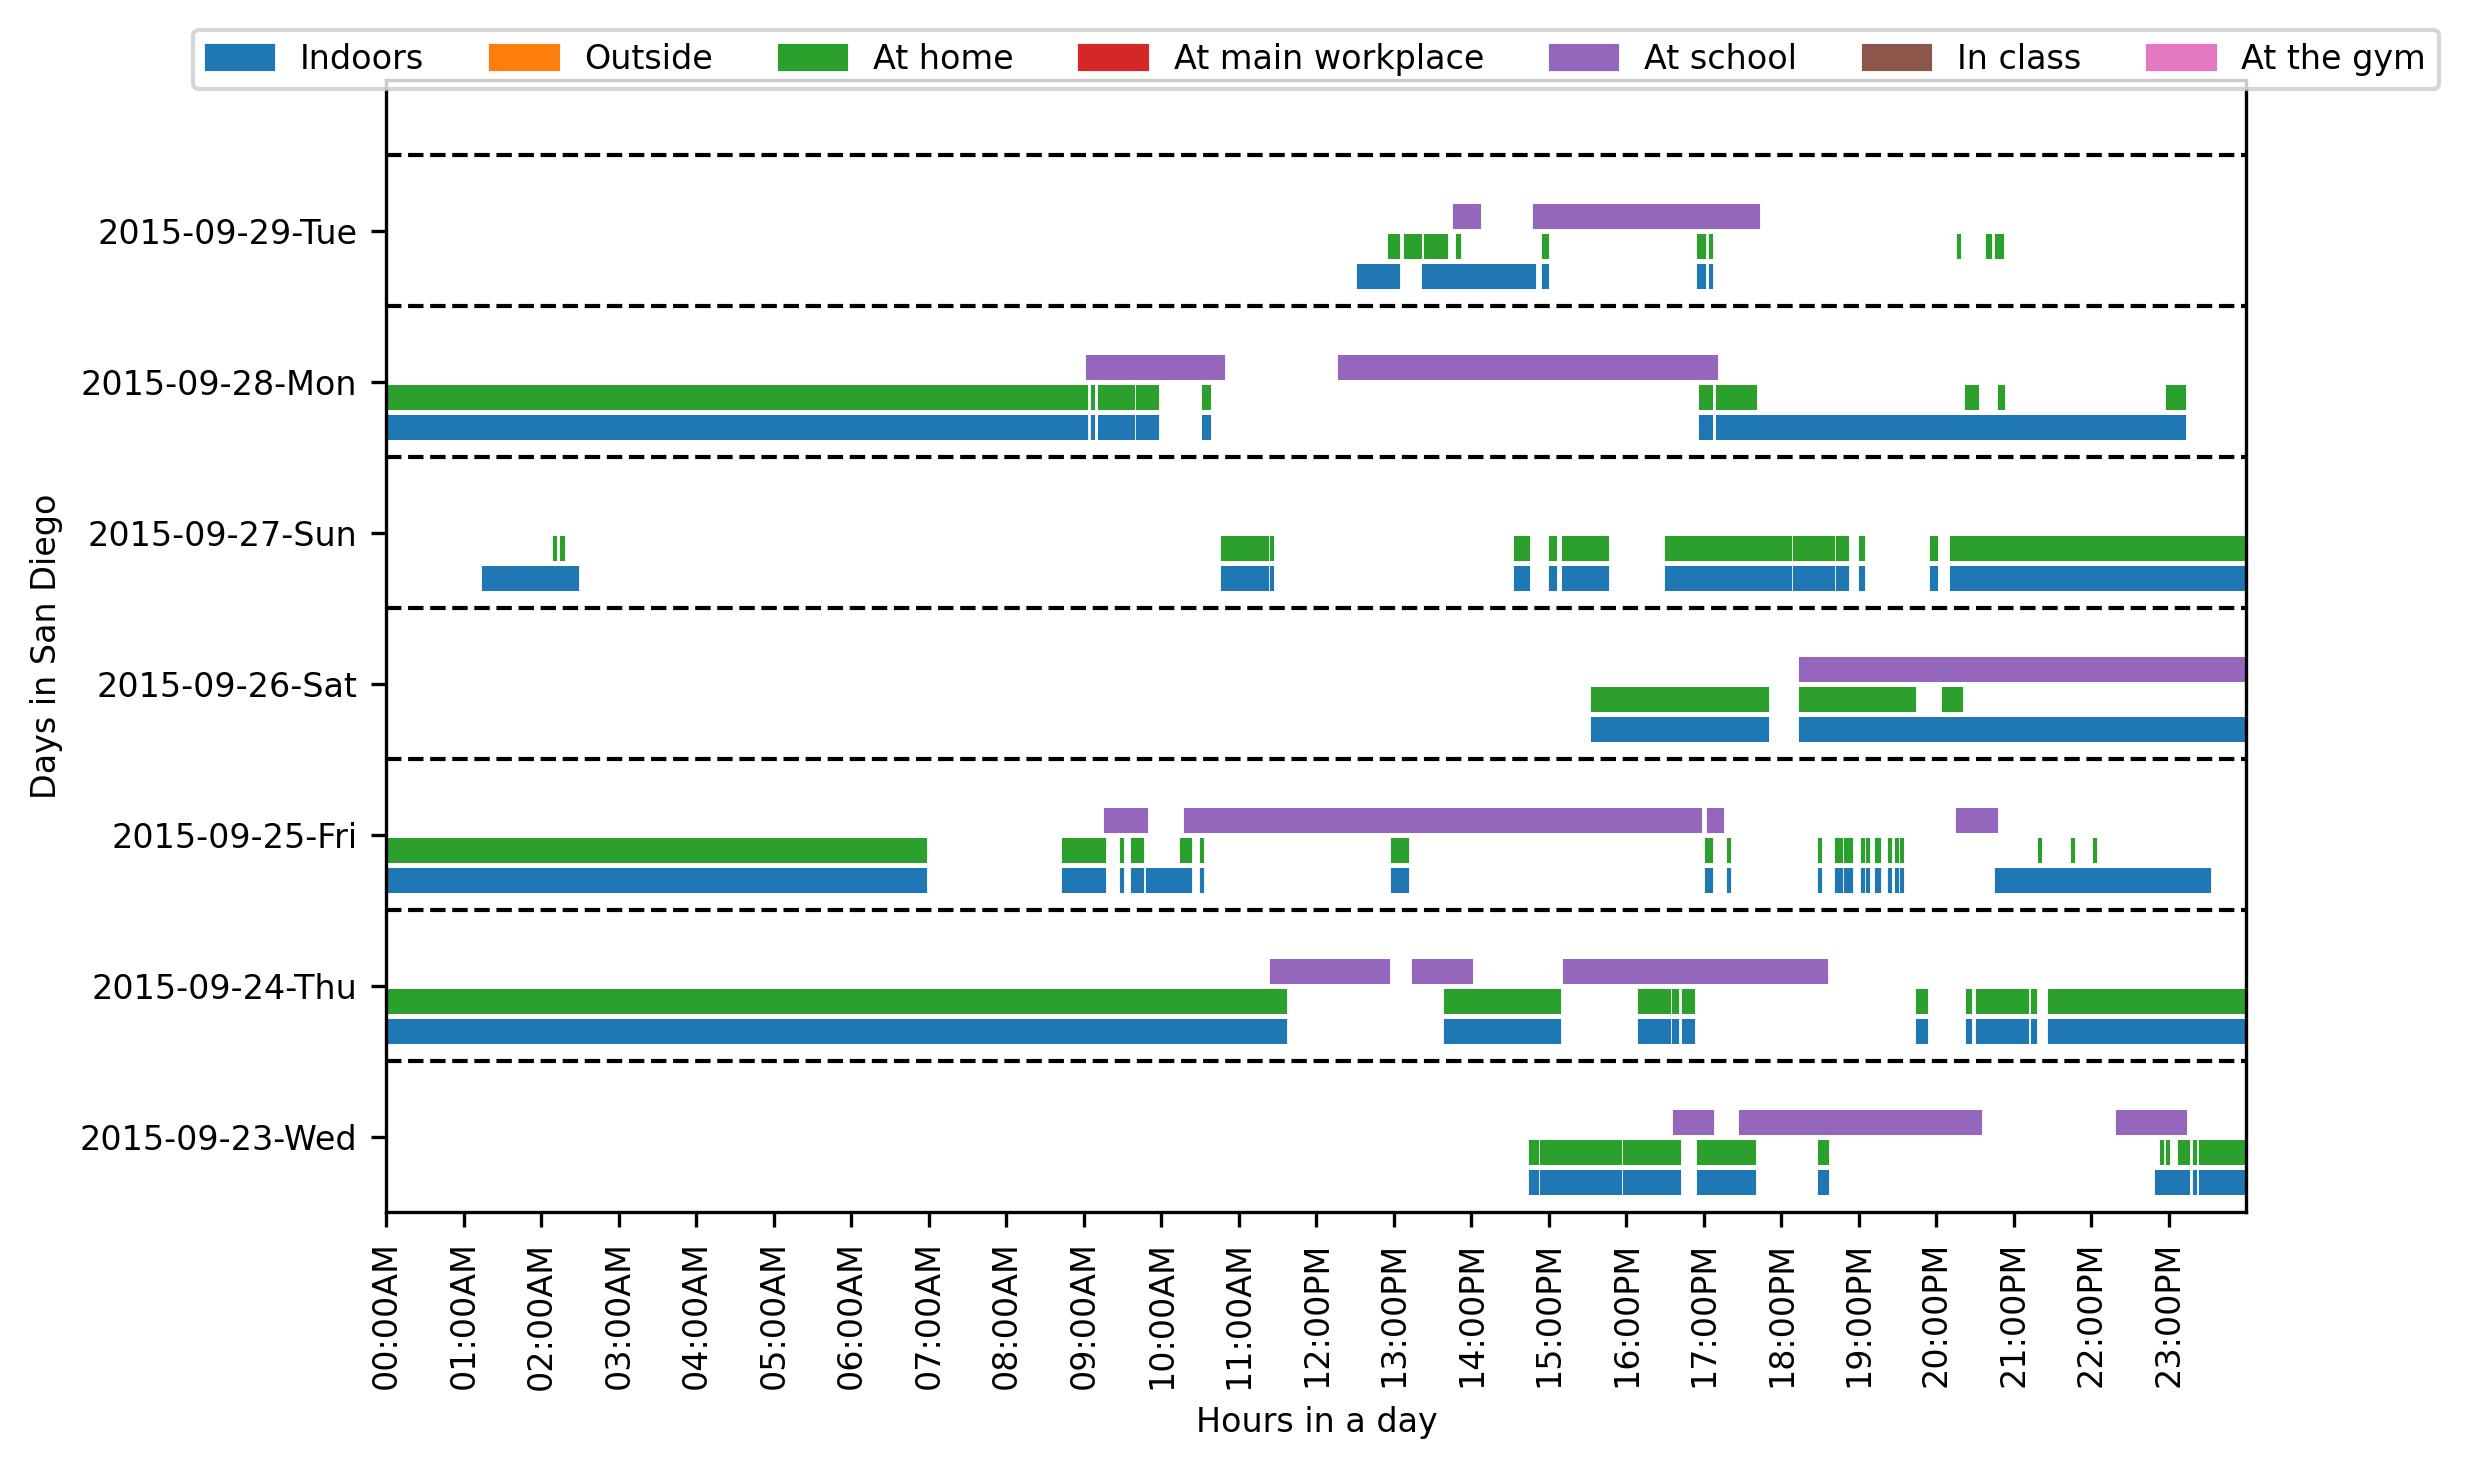 Indoors Outside At home At main workplace At school In class At the gym
2015-09-29-Tue
2015-09-28-Mon
2015-09-27-Sun
2015-09-26-Sat
2015-09-25-Fri
2015-09-24-Thu
2015-09-23-Wed
Days in San Diego
00:00AM 01:00AM 02:00AM 03:00AM 04:00AM 05:00AM 06:00AM 07:00AM 08:00AM 09:00AM 10:00AM 11:00AM 12:00PM 13:00PM 14:00PM 15:00PM 16:00PM 17:00PM 18:00PM 19:00PM 20:00PM 21:00PM 22:00PM 23:00PM
Hours in a day